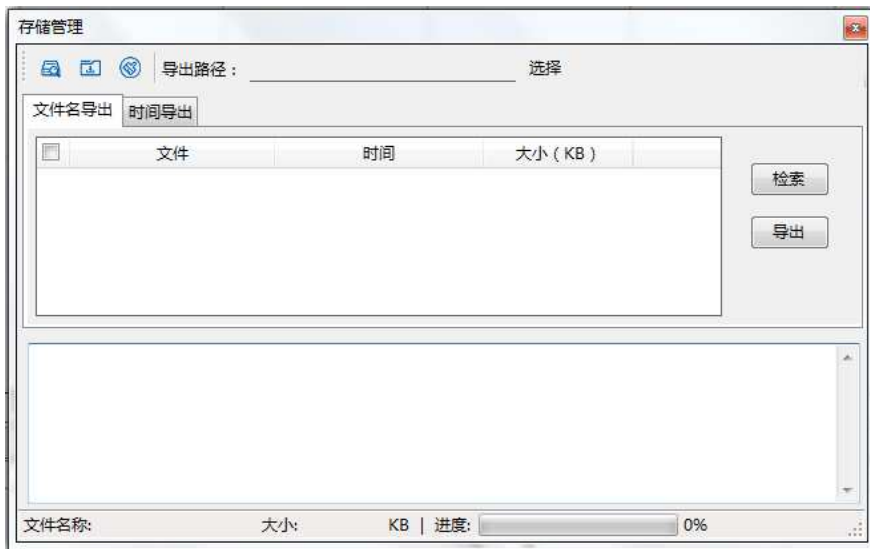 存储管理
导出路径： 选择
文件名导出 时间导出
文件 时间 大小（KB）
检索
导出
文件名称: 大小: KB | 进度: 0%